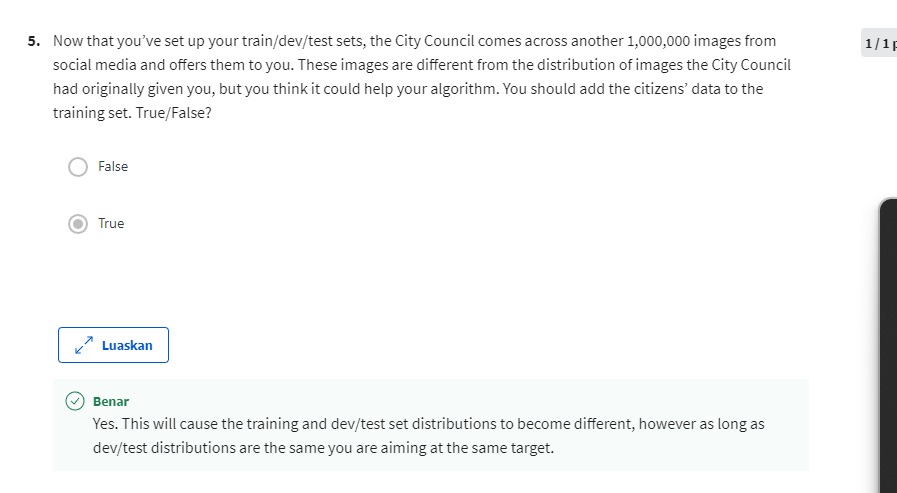 5. Now that you've set up your train/dev/test sets, the City Council comes across another 1,000,000 images from
social media and offers them to you. These images are different from the distribution of images the City Council
had originally given you, but you think it could help your algorithm. You should add the citizens' data to the
training set. True/False?
1 / 1 p
False
True
Luaskan
Benar
Yes. This will cause the training and dev/test set distributions to become different, however as long as
dev/test distributions are the same you are aiming at the same target.